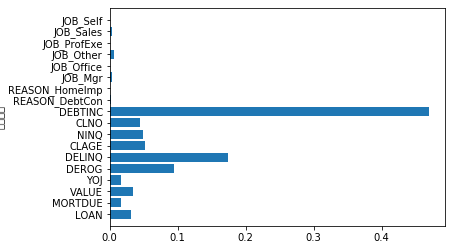 JOB_Self
JOB_Sales
JOB_ProfExe
JOB_Other
JOB_Office
JOB_Mgr
REASON_HomeImp
REASON_DebtCon
DEBTINC
CLNO
NINQ
CLAGE
DELINQ
DEROG
YOJ
VALUE
MORTDUE
LOAN
0.0 0.1 0.2 0.3 0.4